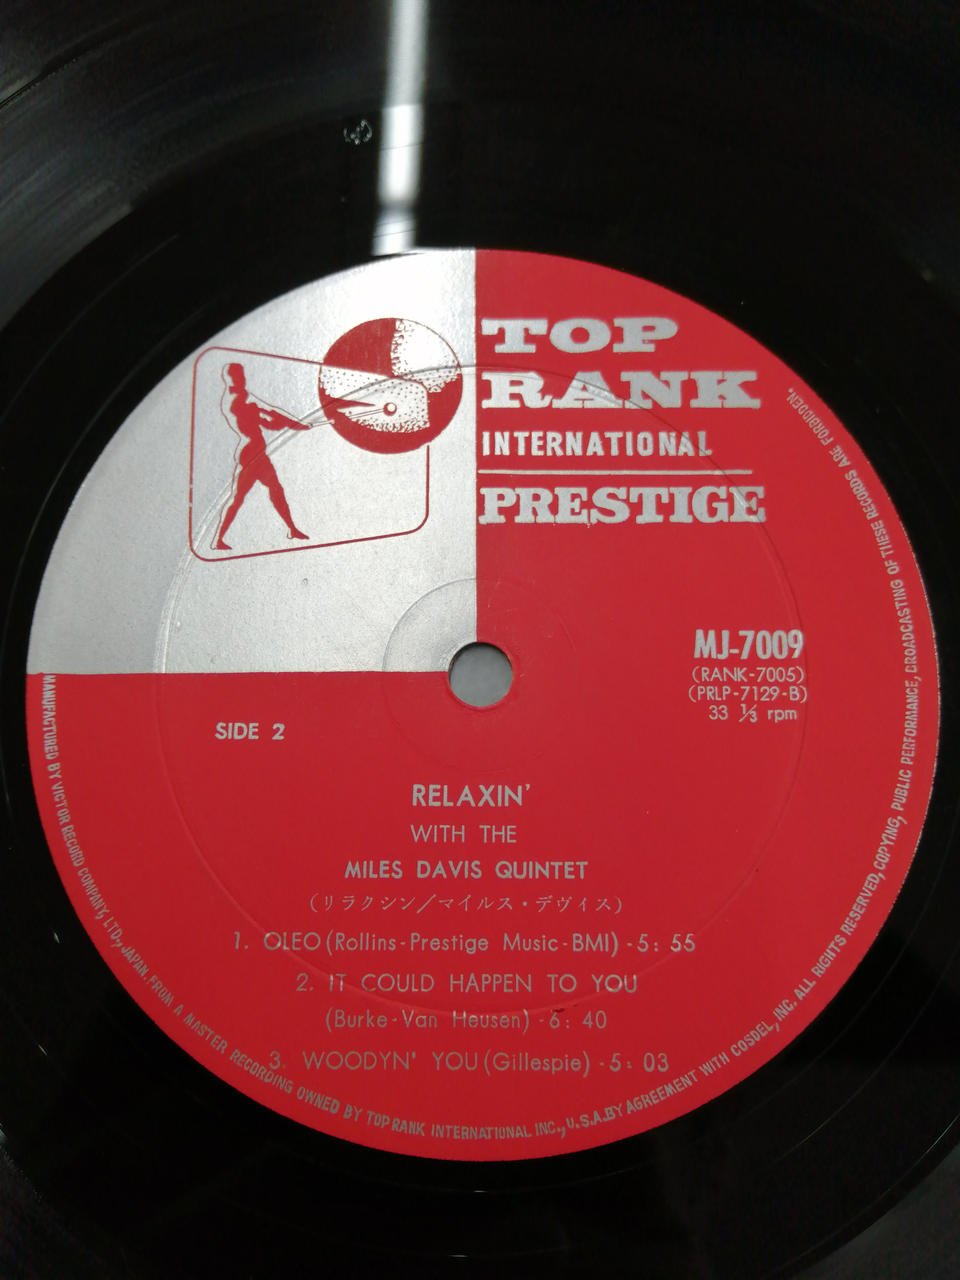 TOP
RANK
INTERNATIONAL
PRESTIGE
MJ-7009
(RANK-7005)
(PRLP-7129-B)
33 ⅓ rpm
SIDE 2
RELAXIN'
WITH THE
MILES DAVIS QUINTET
(リラクシン/マイルス・デヴィス)
1. OLEO (Rollins-Prestige Music-BMI) - 5: 55
2. IT COULD HAPPEN TO YOU
(Burke-Van Heusen) - 6: 40
3. WOODYN' YOU (Gillespie) - 5: 03
MANUFACTURED BY VICTOR RECORD COMPANY, LTD., JAPAN. FROM A MASTER RECORDING OWNED BY TOP RANK INTERNATIONAL INC., U.S.A. BY AGREEMENT WITH COSDEL, INC. ALL RIGHTS RESERVED, COPYING, PUBLIC PERFORMANCE, BROADCASTING OF THESE RECORDS ARE FORBIDDEN.